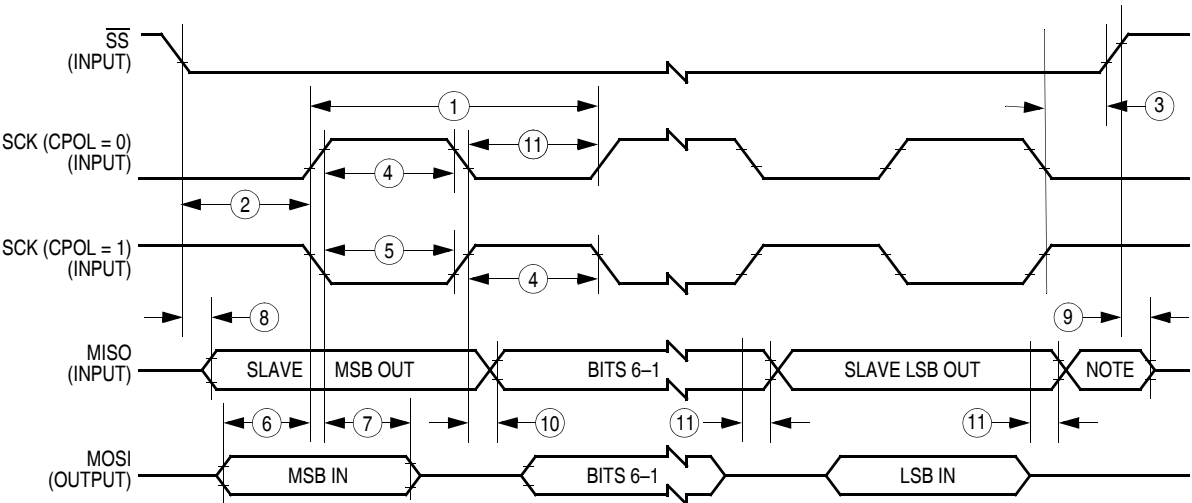 SS
(INPUT)
1
3
SCK (CPOL = 0)
(INPUT)
11
4
2
SCK (CPOL = 1)
(INPUT)
5
4
8
9
MISO
(INPUT)
SLAVE MSB OUT
BITS 6–1
SLAVE LSB OUT
NOTE
6
7
10
11
11
MOSI
(OUTPUT)
MSB IN
BITS 6–1
LSB IN